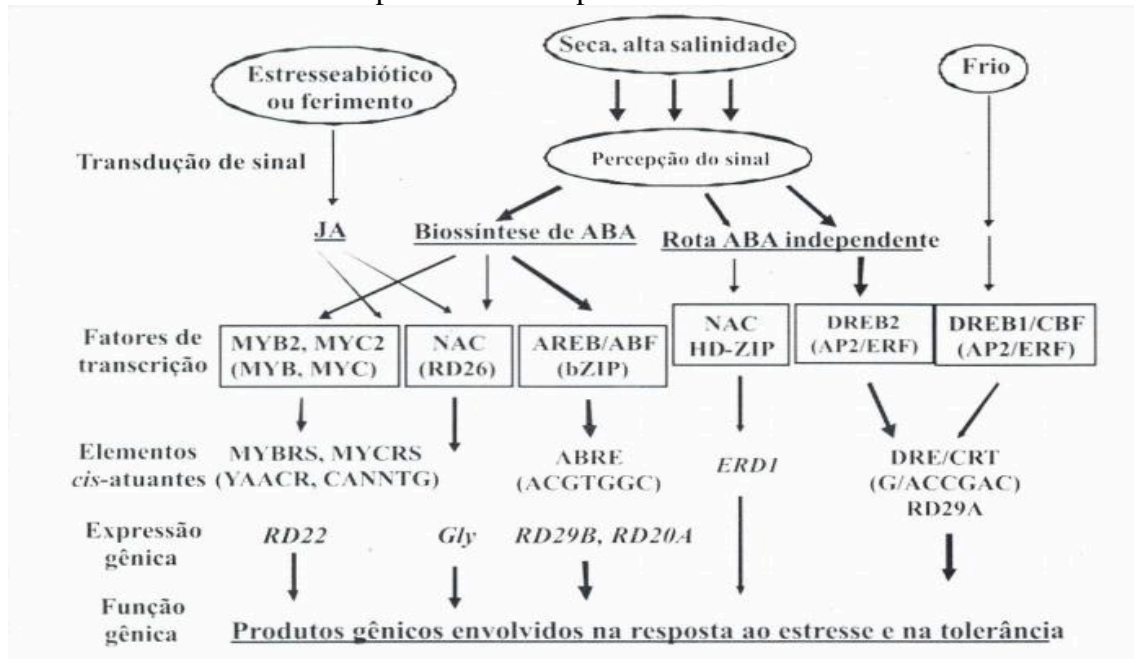 Seca, alta salinidade
Estresseabiótico
ou ferimento
Frio
Transdução de sinal
Percepção do sinal
JA
Biossíntese de ABA
Rota ABA independente
Fatores de
transcrição
MYB2, MYC2
(MYB, MYC)
NAC
(RD26)
AREB/ABF
(bZIP)
NAC
HD-ZIP
DREB2
(AP2/ERF)
DREB1/CBF
(AP2/ERF)
Elementos
cis-atuantes
MYBRS, MYCRS
(YAACR, CANNTG)
ABRE
(ACGTGGC)
ERD1
DRE/CRT
(G/ACCGAC)
RD29A
Expressão
gênica
RD22
Gly
RD29B, RD20A
Função
gênica
Produtos gênicos envolvidos na resposta ao estresse e na tolerância